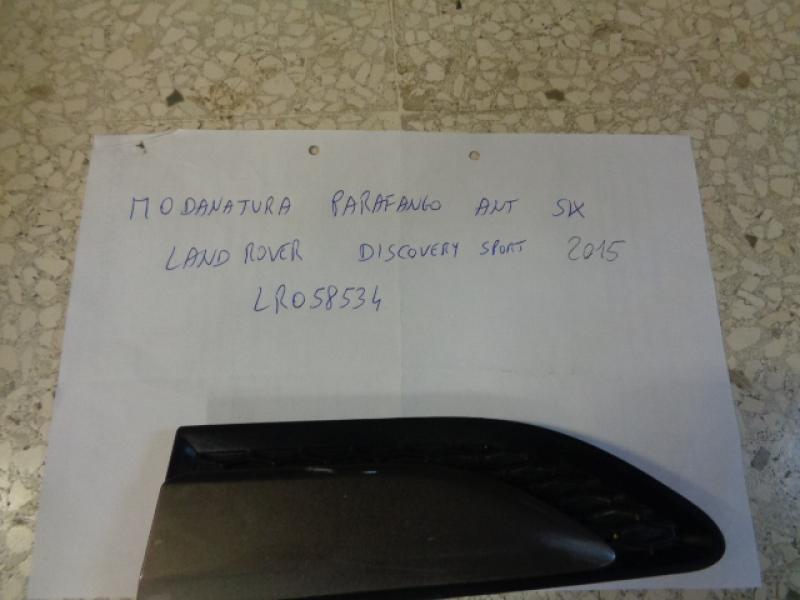 MODANATURA PARAFANGO ANT SX
LAND ROVER DISCOVERY SPORT 2015
LR058534